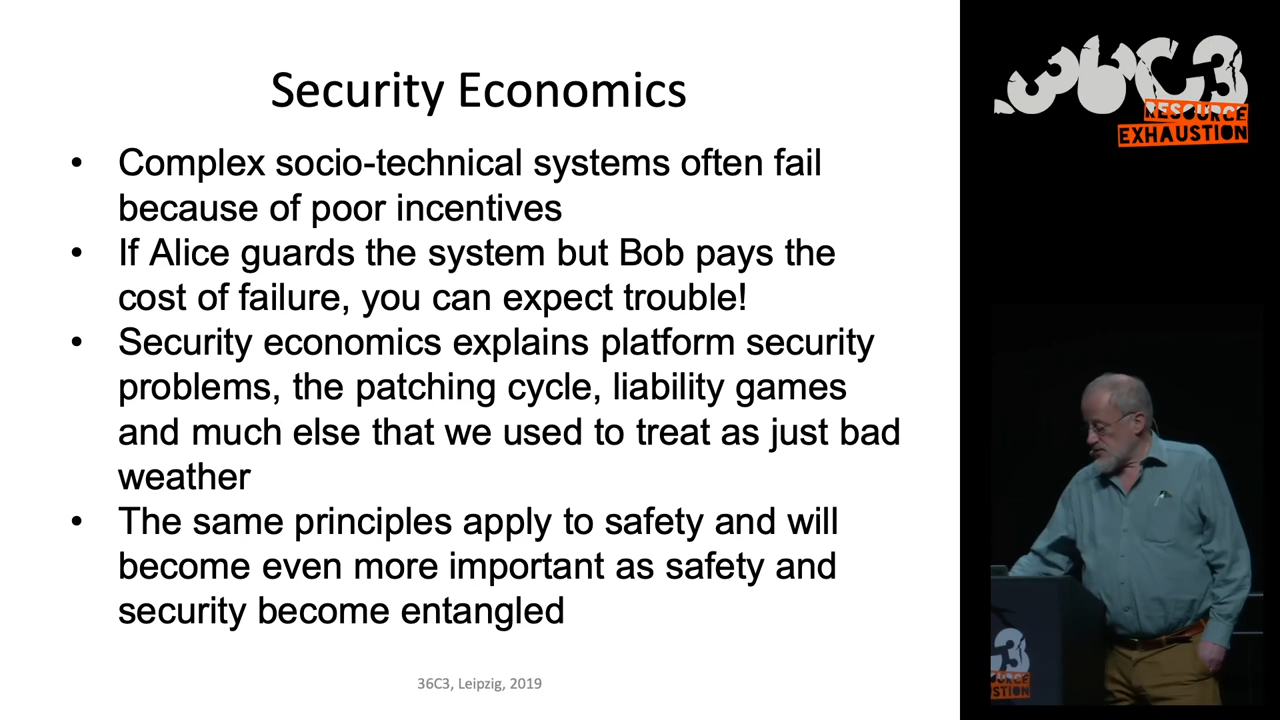 Security Economics
• Complex socio-technical systems often fail
because of poor incentives
• If Alice guards the system but Bob pays the
cost of failure, you can expect trouble!
• Security economics explains platform security
problems, the patching cycle, liability games
and much else that we used to treat as just bad
weather
• The same principles apply to safety and will
become even more important as safety and
security become entangled
36C3, Leipzig, 2019
36C3
RESOURCE
EXHAUSTION